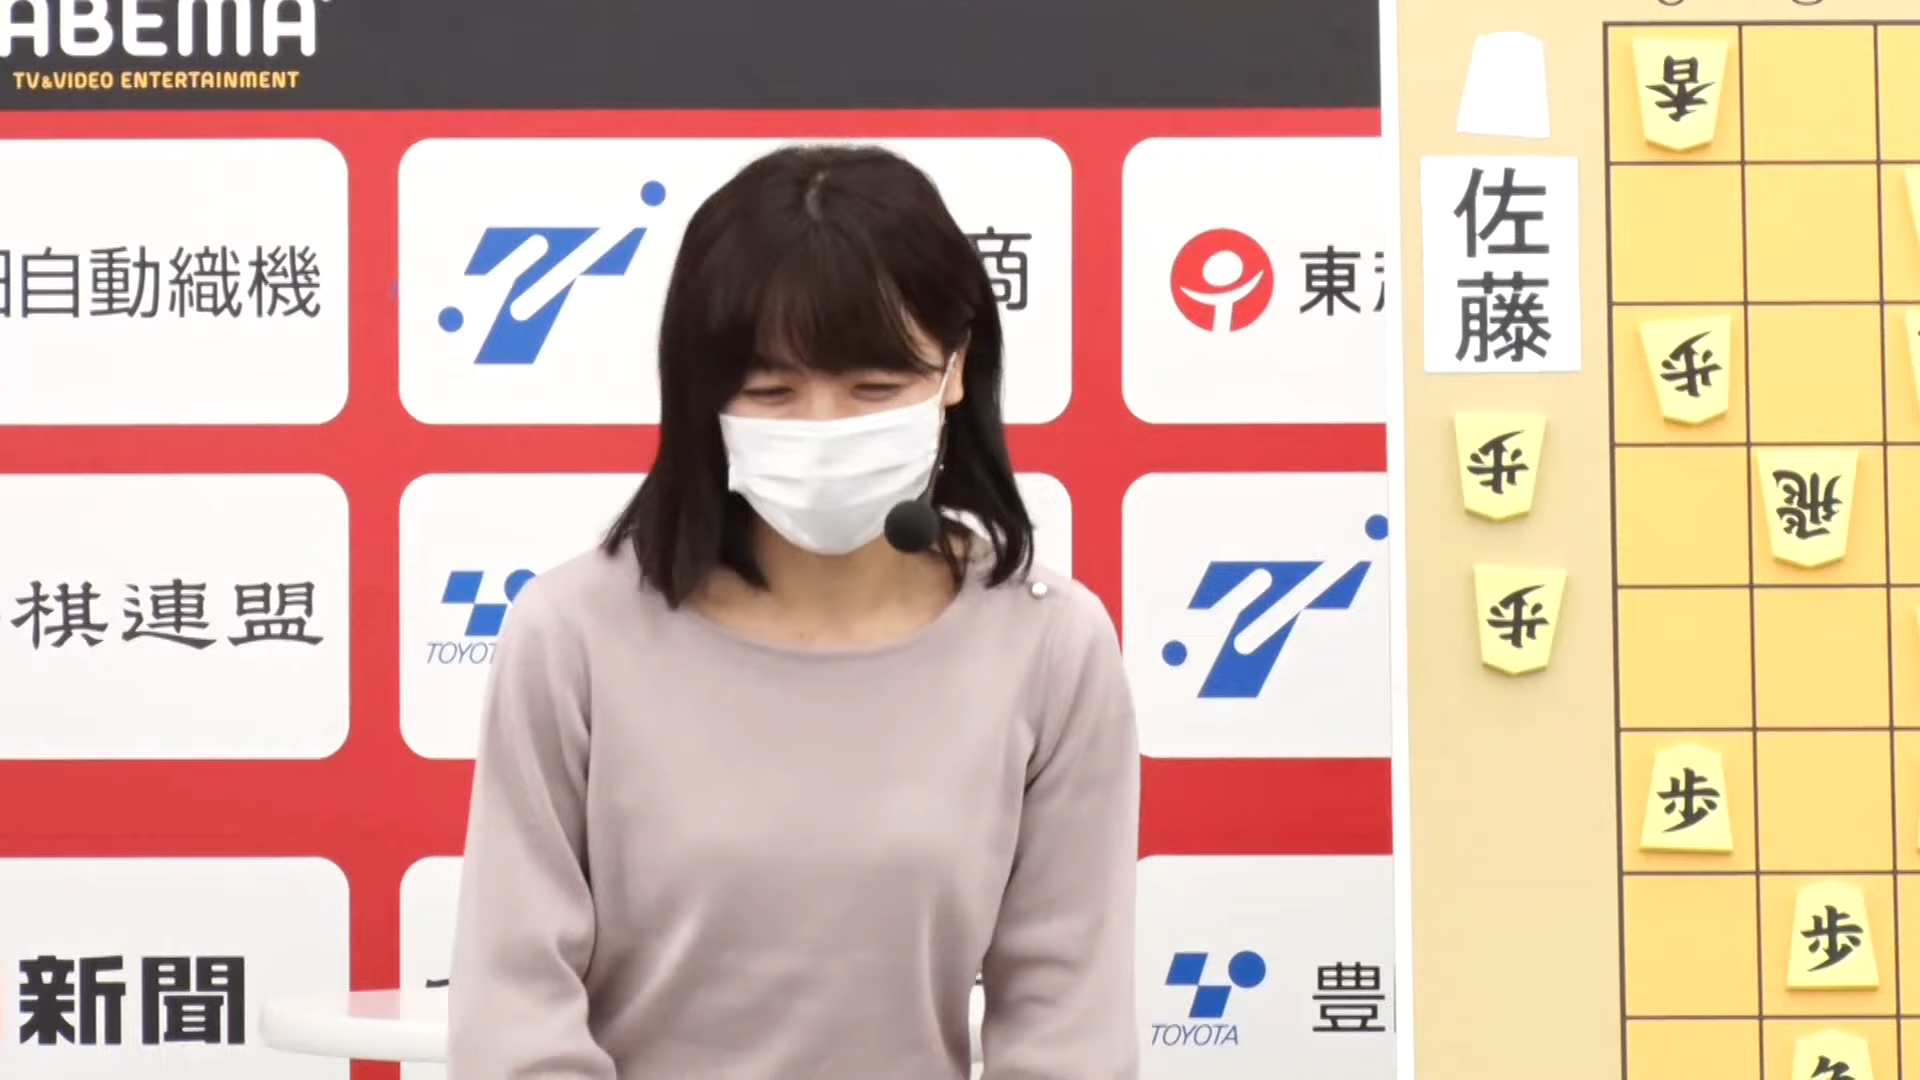 ABEMA
TV&VIDEO ENTERTAINMENT
自動織機
商
東
棋連盟
TOYOTA
新聞
TOYOTA
豊
佐藤
歩
歩
香
歩
飛
歩
歩